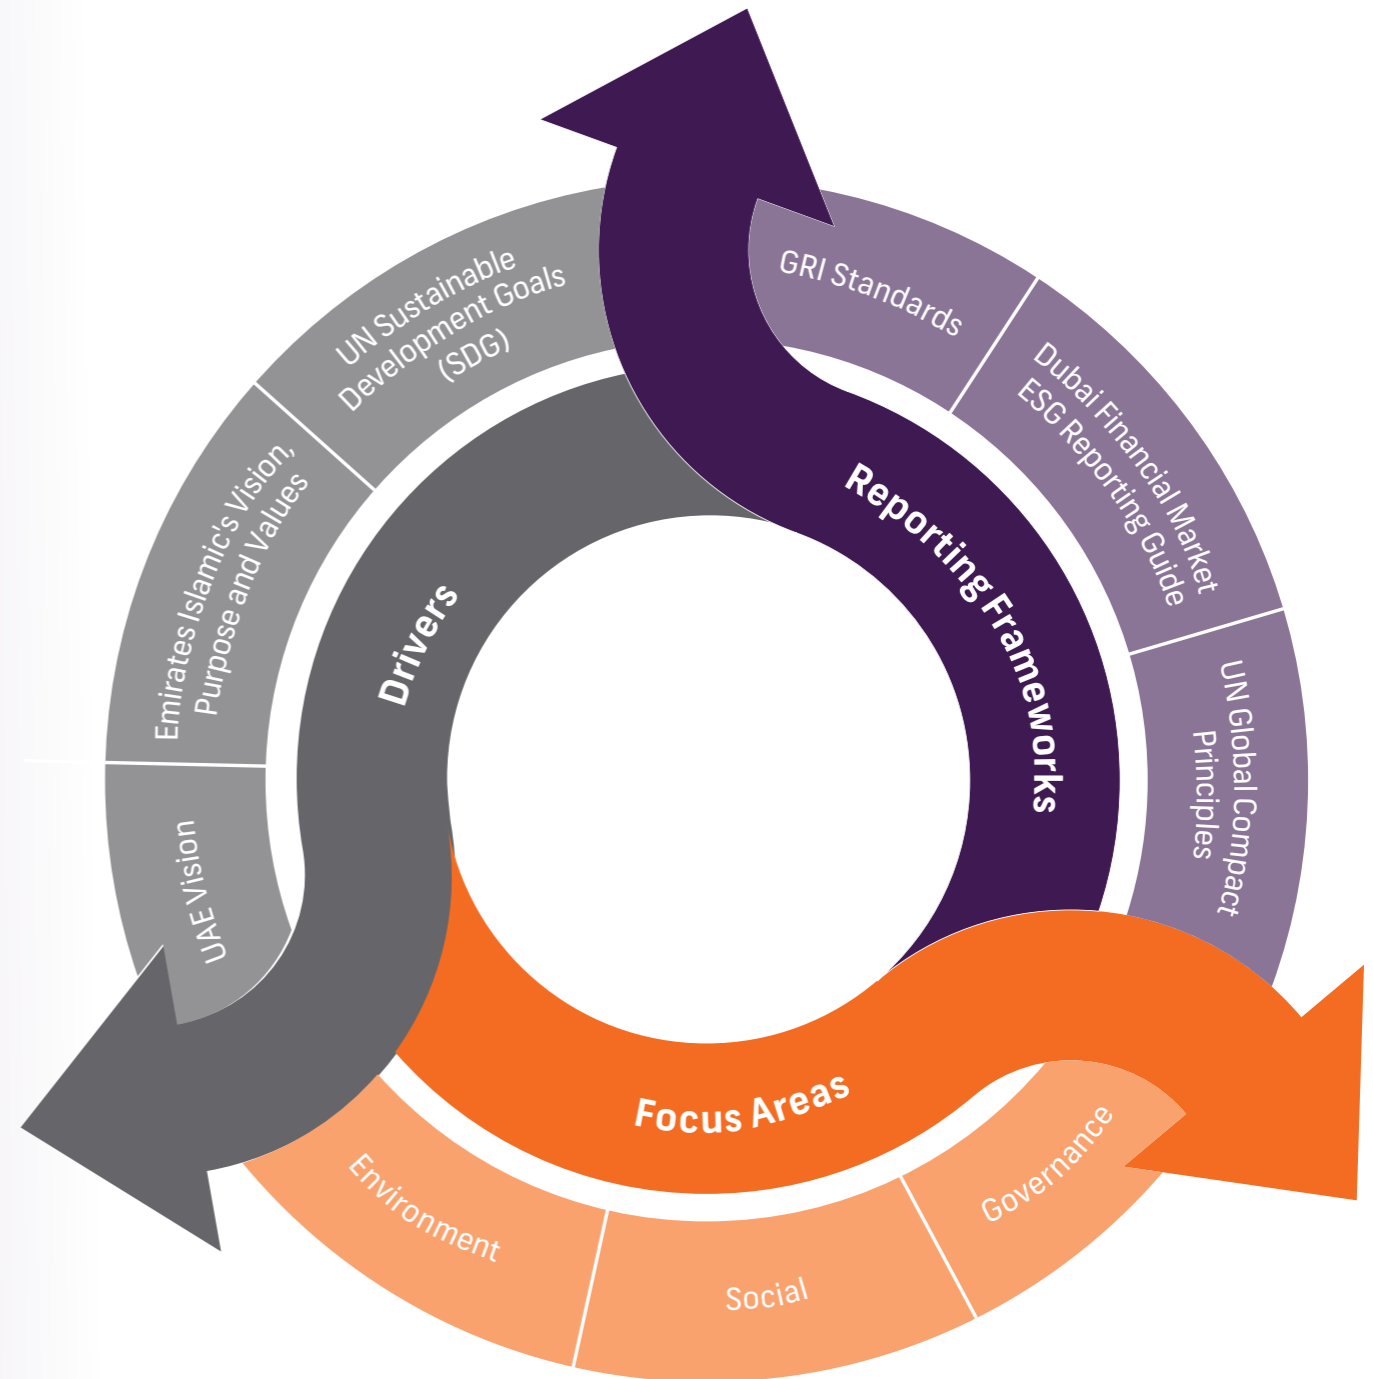 Drivers
UN Sustainable
Development Goals
(SDG)
Emirates Islamic's Vision,
Purpose and Values
UAE Vision
Reporting Frameworks
GRI Standards
Dubai Financial Market
ESG Reporting Guide
UN Global Compact
Principles
Focus Areas
Environment
Social
Governance